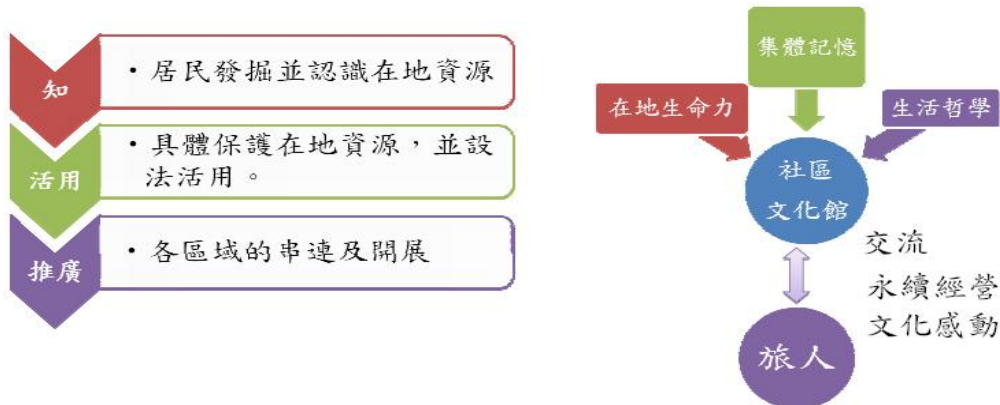 知
・居民發掘並認識在地資源
活用
・具體保護在地資源，並設
法活用。
推廣
・各區域的串連及開展
集體記憶
在地生命力
生活哲學
社區
文化館
交流
永續經營
文化感動
旅人